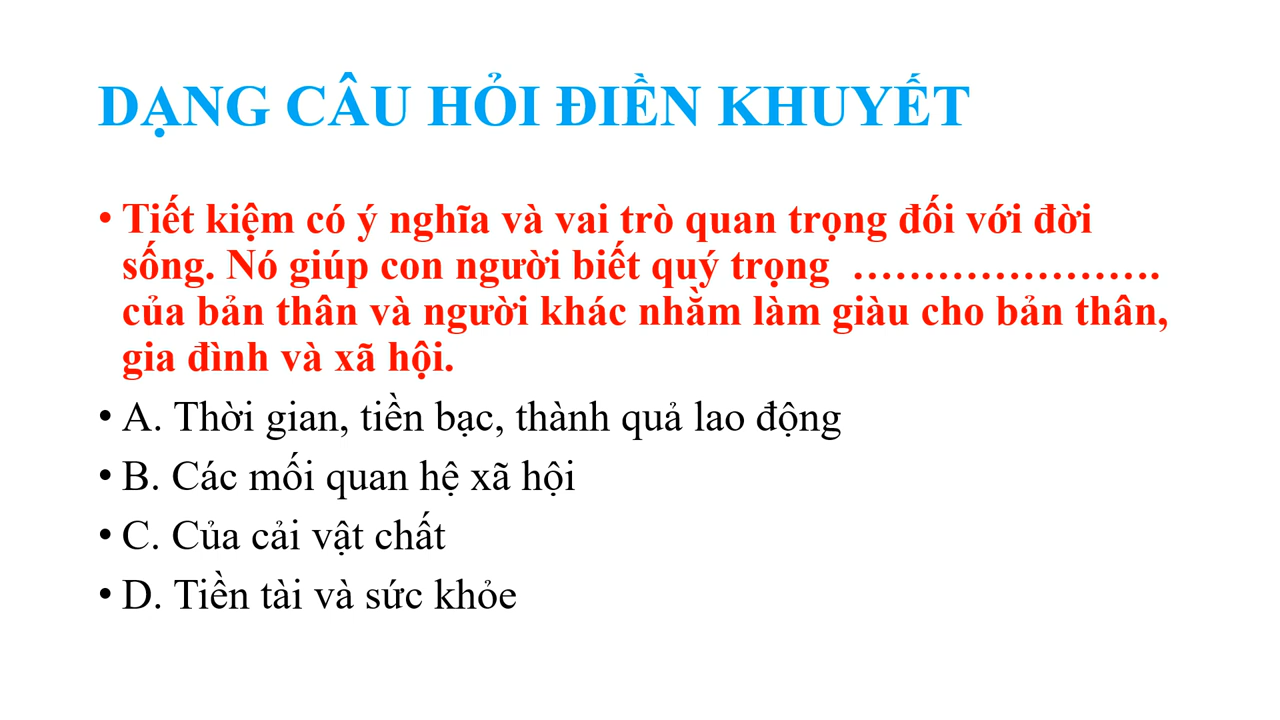 DẠNG CÂU HỎI ĐIỀN KHUYẾT
• Tiết kiệm có ý nghĩa và vai trò quan trọng đối với đời
sống. Nó giúp con người biết quý trọng ………………….
của bản thân và người khác nhằm làm giàu cho bản thân,
gia đình và xã hội.
• A. Thời gian, tiền bạc, thành quả lao động
• B. Các mối quan hệ xã hội
• C. Của cải vật chất
• D. Tiền tài và sức khỏe